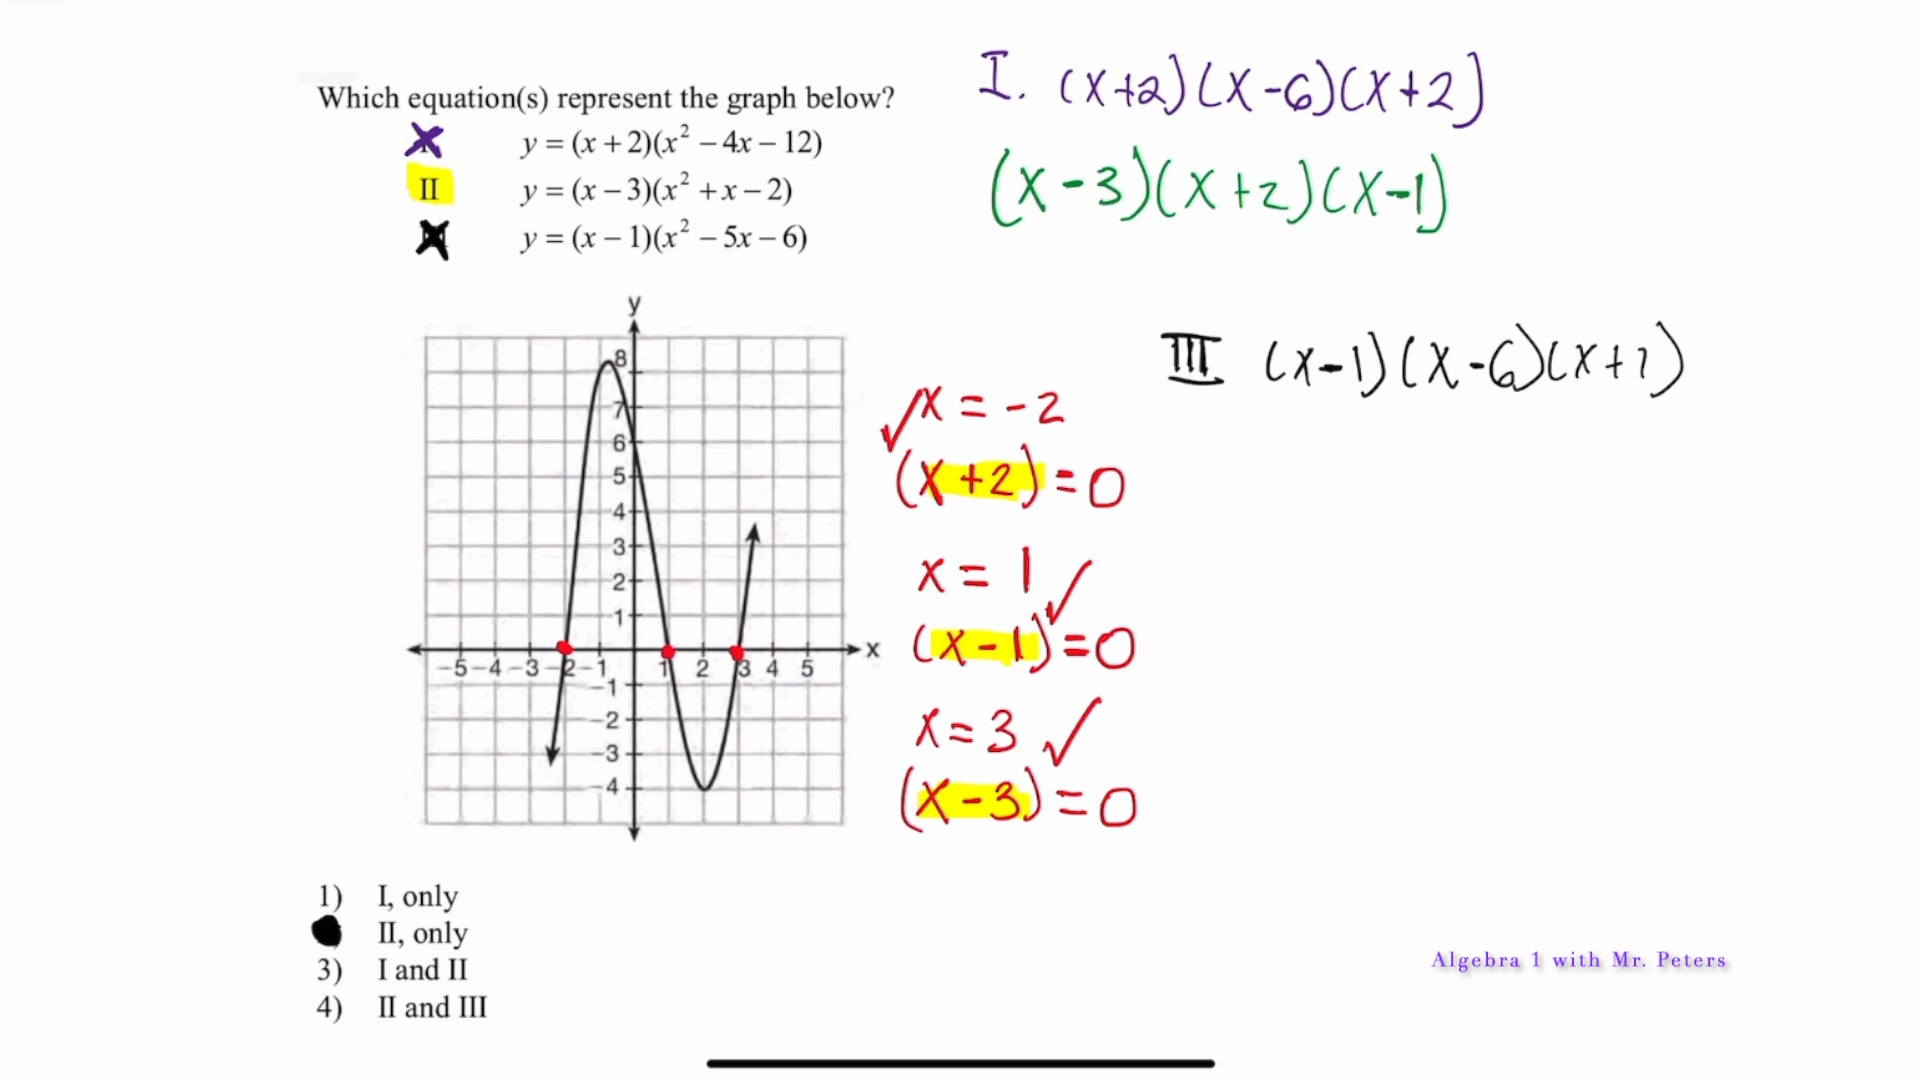 Which equation(s) represent the graph below?
y = (x + 2)(x² − 4x − 12)
II y = (x − 3)(x² + x − 2)
y = (x − 1)(x² − 5x − 6)
I. (x+2)(x-6)(x+2)
(x-3)(x+2)(x-1)
III (x-1)(x-6)(x+1)
y
8
7
6
5
4
3
2
1
−5 −4 −3 −2 −1 1 2 3 4 5 x
−1
−2
−3
−4
✓x = -2
(x+2) = 0
x = 1 ✓
(x-1) = 0
x = 3 ✓
(x-3) = 0
1) I, only
II, only
3) I and II
4) II and III
Algebra 1 with Mr. Peters